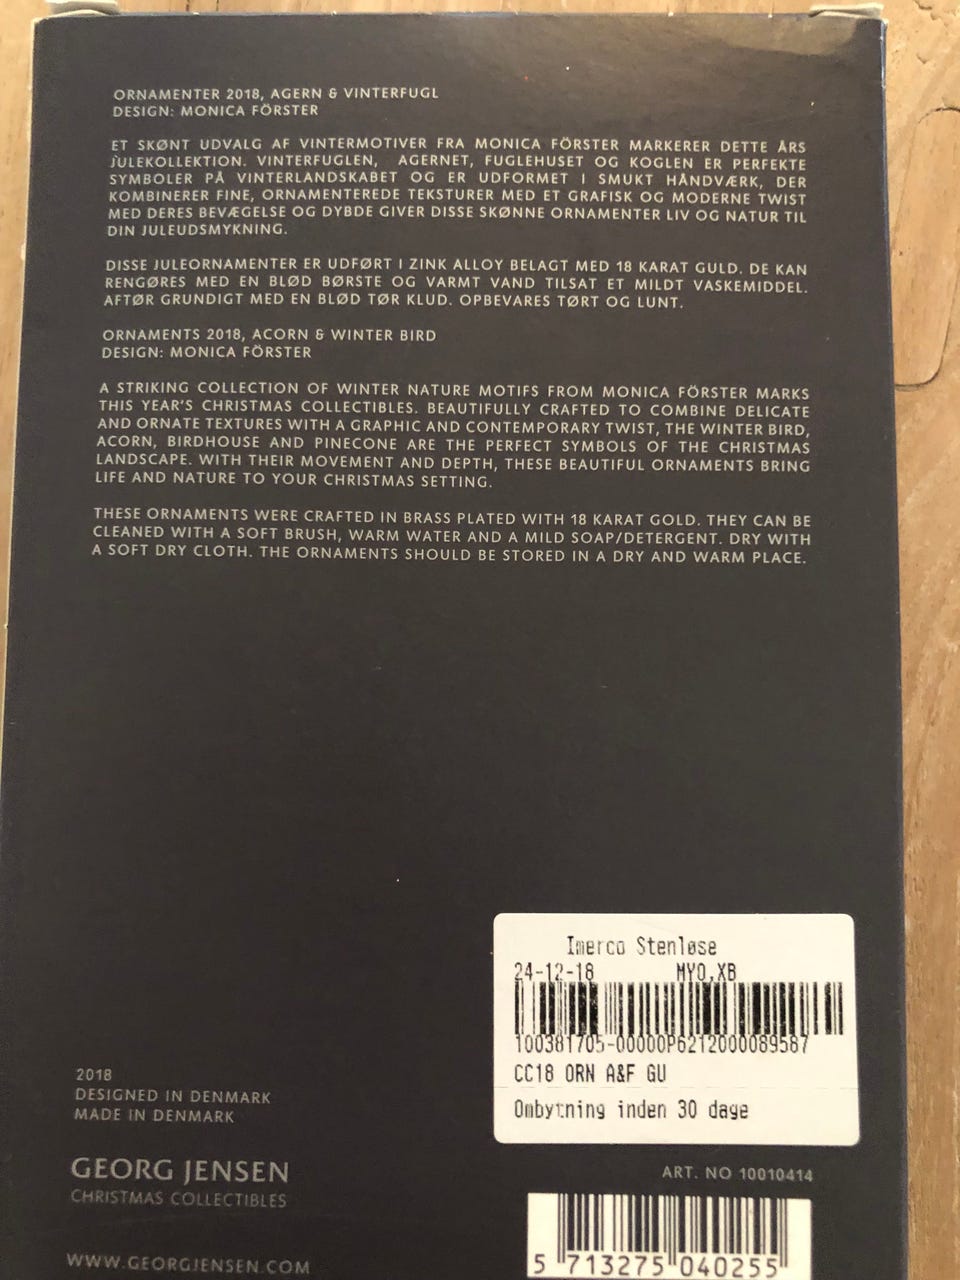 ORNAMENTER 2018, AGERN & VINTERFUGL
DESIGN: MONICA FÖRSTER
ET SKØNT UDVALG AF VINTERMOTIVER FRA MONICA FÖRSTER MARKERER DETTE ÅRS
JULEKOLLEKTION. VINTERFUGLEN, AGERNET, FUGLEHUSET OG KOGLEN ER PERFEKTE
SYMBOLER PÅ VINTERLANDSKABET OG ER UDFORMET I SMUKT HÅNDVÆRK, DER
KOMBINERER FINE, ORNAMENTEREDE TEKSTURER MED ET GRAFISK OG MODERNE TWIST
MED DERES BEVÆGELSE OG DYBDE GIVER DISSE SKØNNE ORNAMENTER LIV OG NATUR TIL
DIN JULEUDSMYKNING.
DISSE JULEORNAMENTER ER UDFØRT I ZINK ALLOY BELAGT MED 18 KARAT GULD. DE KAN
RENGØRES MED EN BLØD BØRSTE OG VARMT VAND TILSAT ET MILDT VASKEMIDDEL.
AFTØR GRUNDIGT MED EN BLØD TØR KLUD. OPBEVARES TØRT OG LUNT.
ORNAMENTS 2018, ACORN & WINTER BIRD
DESIGN: MONICA FÖRSTER
A STRIKING COLLECTION OF WINTER NATURE MOTIFS FROM MONICA FÖRSTER MARKS
THIS YEAR'S CHRISTMAS COLLECTIBLES. BEAUTIFULLY CRAFTED TO COMBINE DELICATE
AND ORNATE TEXTURES WITH A GRAPHIC AND CONTEMPORARY TWIST, THE WINTER BIRD,
ACORN, BIRDHOUSE AND PINECONE ARE THE PERFECT SYMBOLS OF THE CHRISTMAS
LANDSCAPE. WITH THEIR MOVEMENT AND DEPTH, THESE BEAUTIFUL ORNAMENTS BRING
LIFE AND NATURE TO YOUR CHRISTMAS SETTING.
THESE ORNAMENTS WERE CRAFTED IN BRASS PLATED WITH 18 KARAT GOLD. THEY CAN BE
CLEANED WITH A SOFT BRUSH, WARM WATER AND A MILD SOAP/DETERGENT. DRY WITH
A SOFT DRY CLOTH. THE ORNAMENTS SHOULD BE STORED IN A DRY AND WARM PLACE.
Imerco Stenløse
24-12-18 MYO.XB
100381705-00000P6212000089587
CC18 ORN A&F GU
Ombytning inden 30 dage
2018
DESIGNED IN DENMARK
MADE IN DENMARK
GEORG JENSEN
CHRISTMAS COLLECTIBLES
WWW.GEORGJENSEN.COM
ART. NO 10010414
5 713275 040255